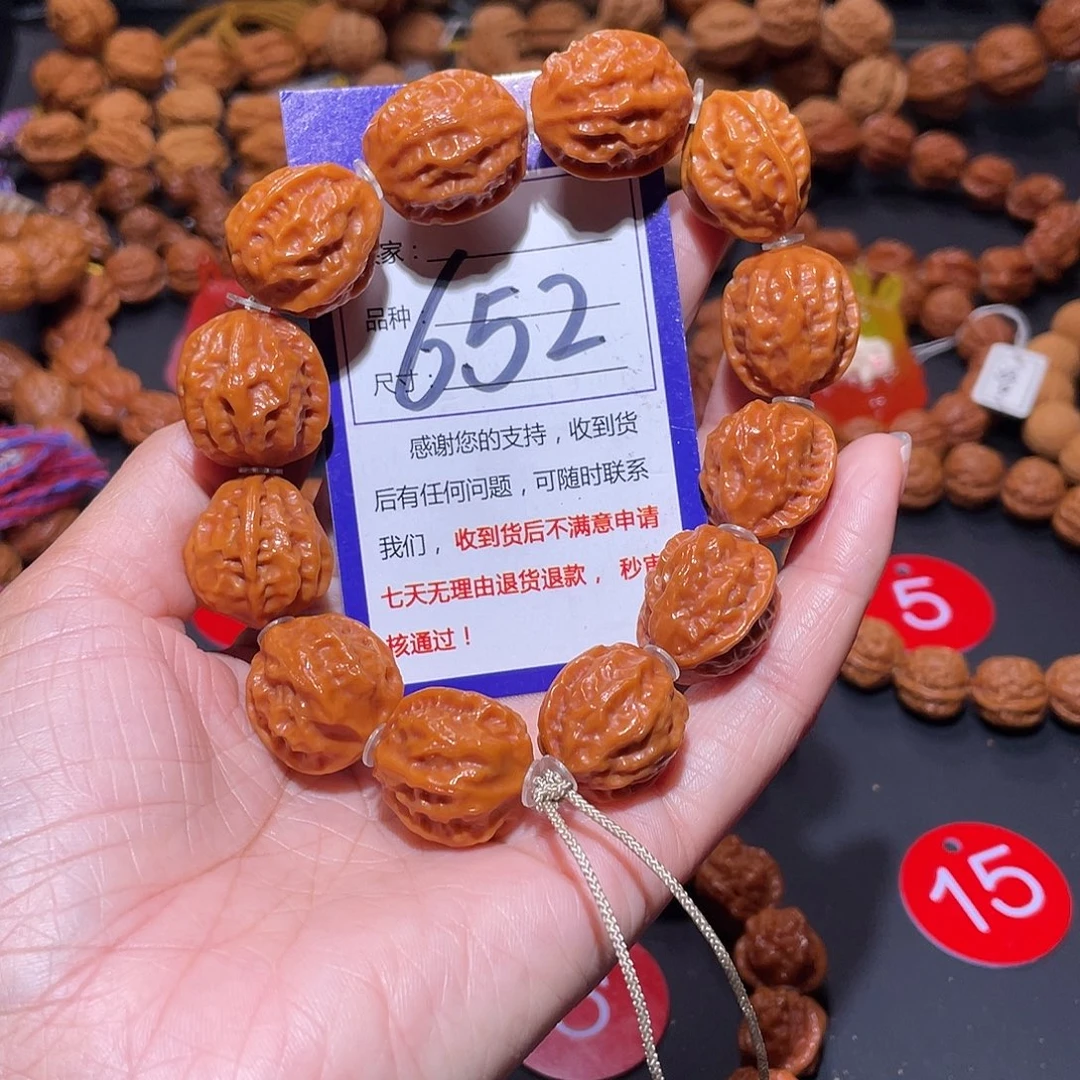 家：
652
品种：
尺寸：
感谢您的支持，收到货
后有任何问题，可随时联系
我们，收到货后不满意申请
七天无理由退货退款，秒审
核通过！
5
15